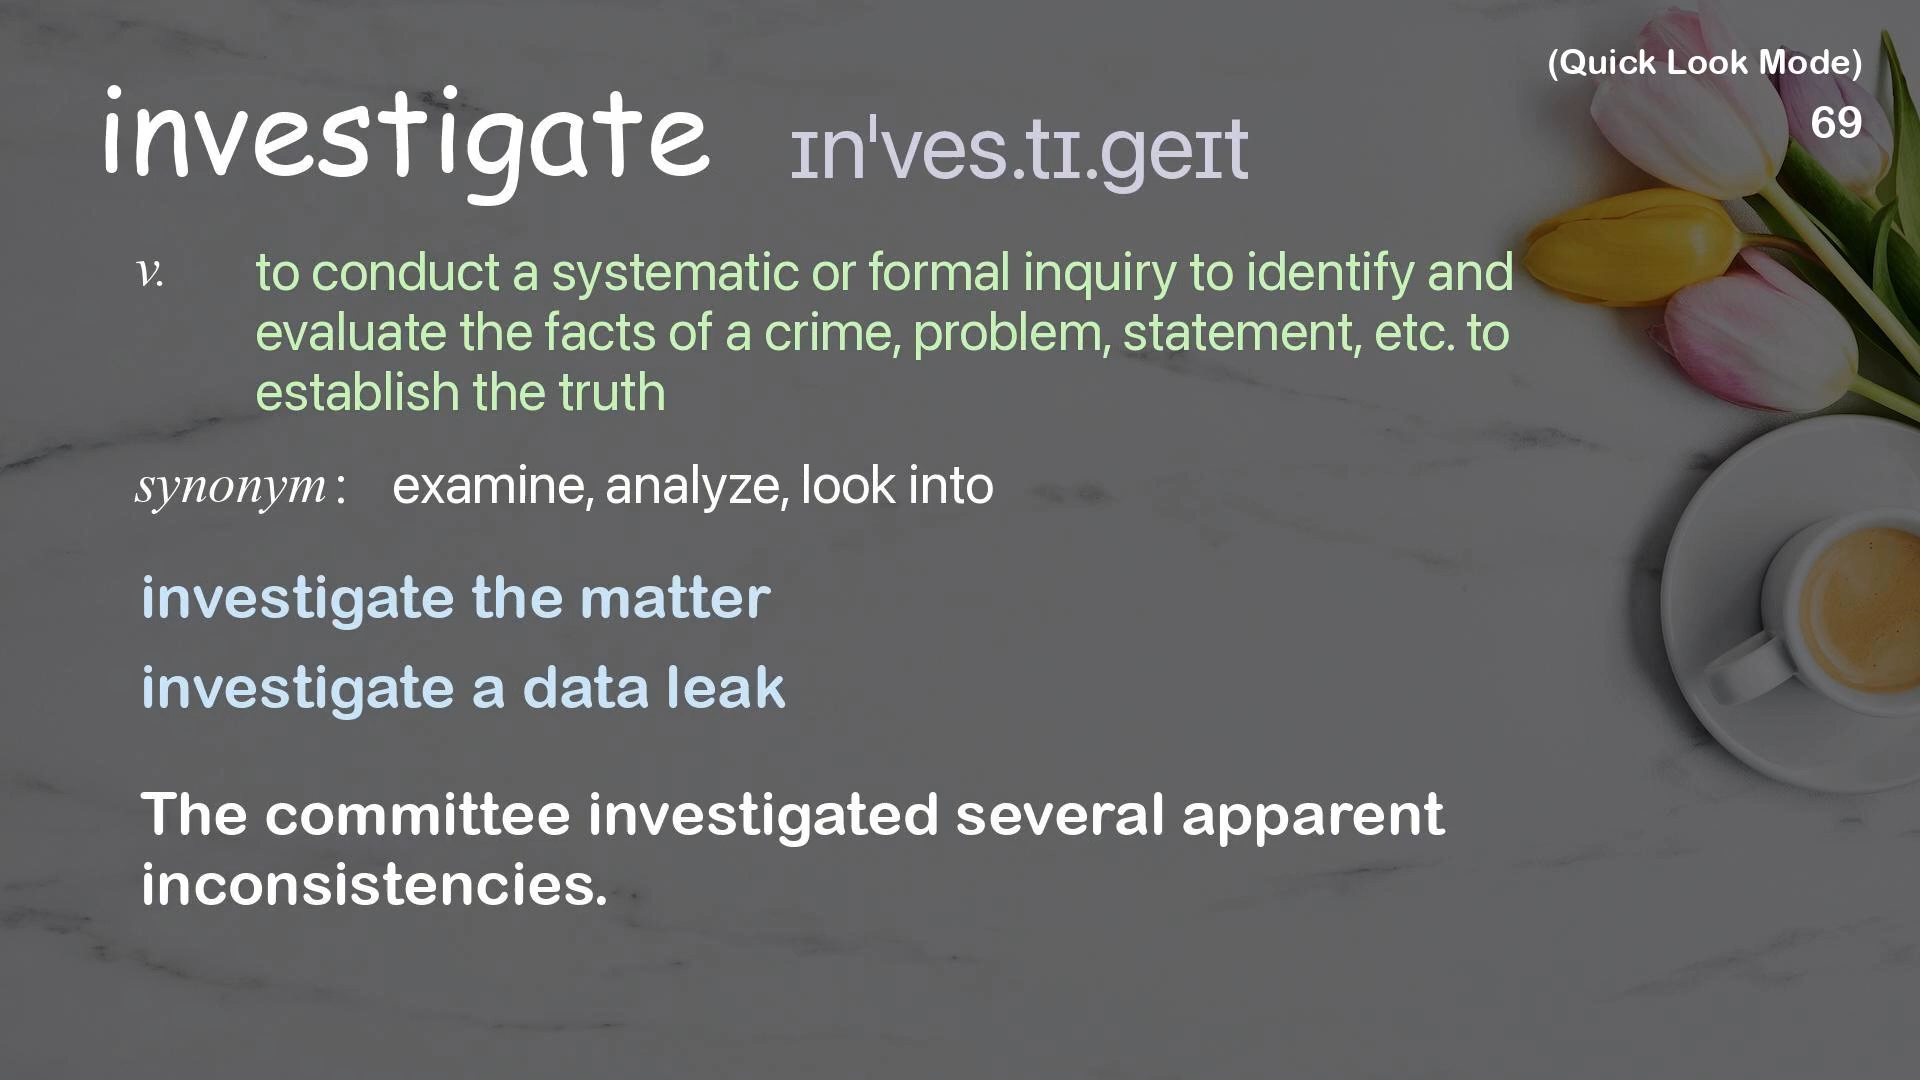 (Quick Look Mode)
69
investigate ɪnˈves.tɪ.geɪt
v. to conduct a systematic or formal inquiry to identify and
evaluate the facts of a crime, problem, statement, etc. to
establish the truth
synonym : examine, analyze, look into
investigate the matter
investigate a data leak
The committee investigated several apparent
inconsistencies.